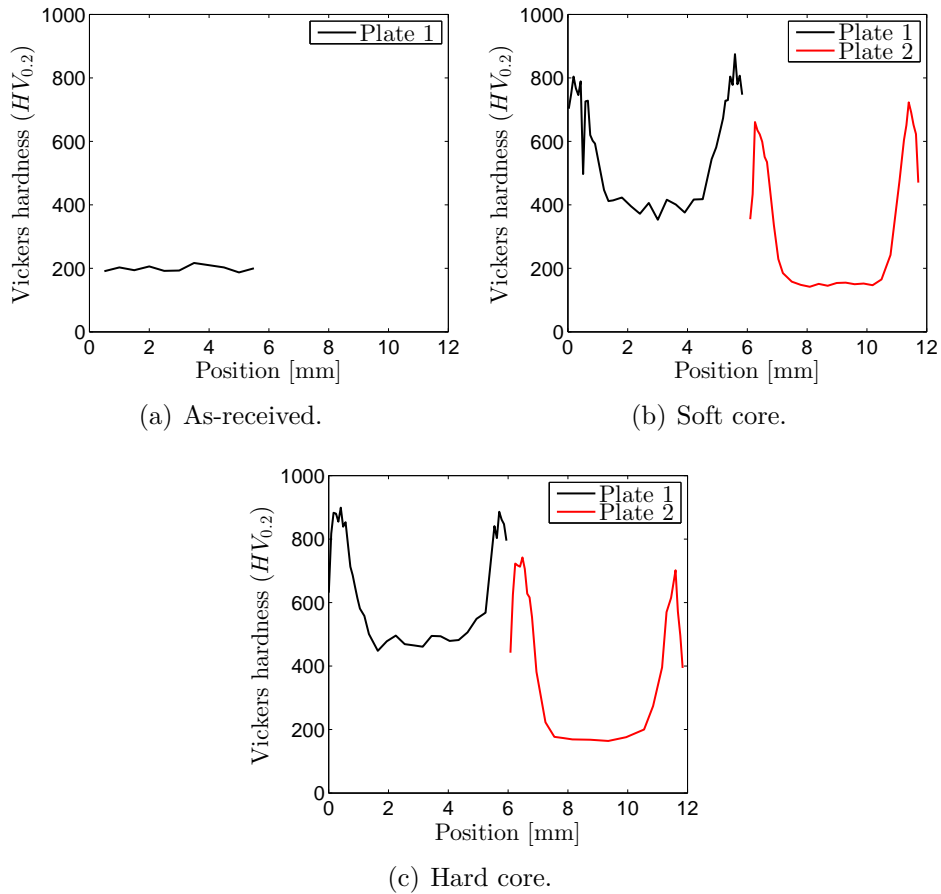 1000
800
600
400
200
0
Vickers hardness (HV0.2)
Plate 1
0 2 4 6 8 10 12
Position [mm]
(a) As-received.
1000
800
600
400
200
0
Vickers hardness (HV0.2)
Plate 1
Plate 2
0 2 4 6 8 10 12
Position [mm]
(b) Soft core.
1000
800
600
400
200
0
Vickers hardness (HV0.2)
Plate 1
Plate 2
0 2 4 6 8 10 12
Position [mm]
(c) Hard core.